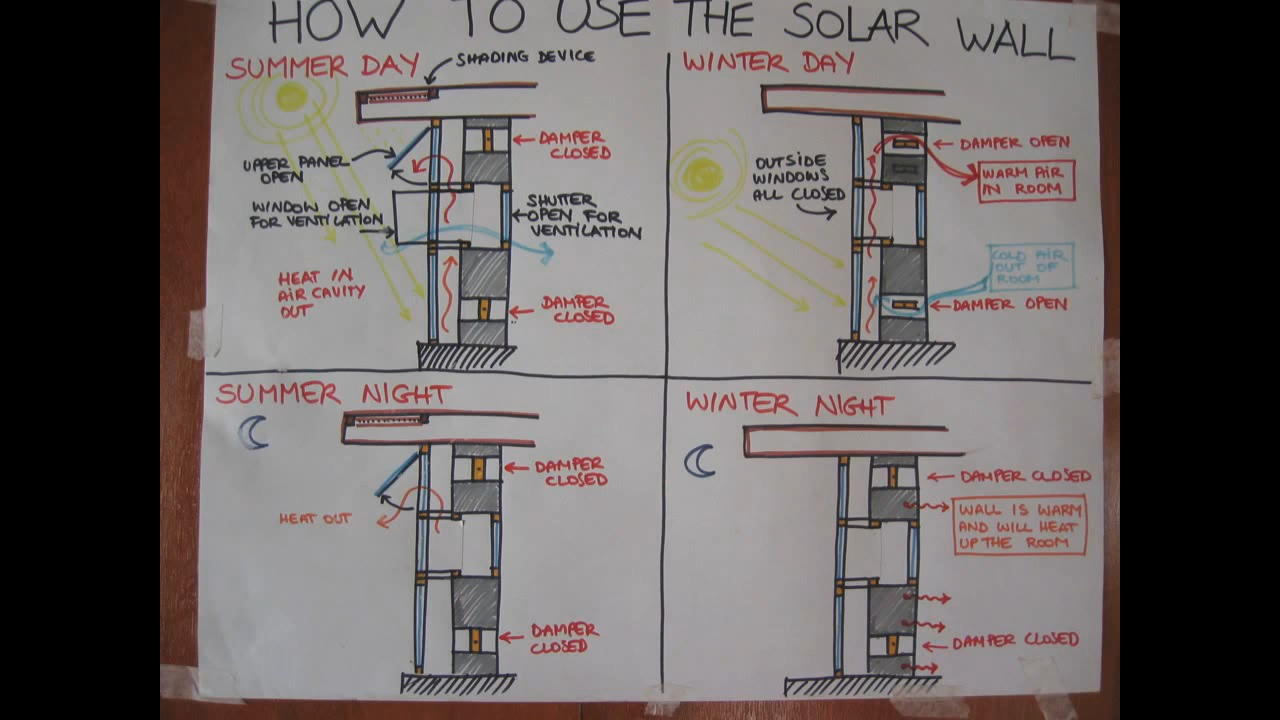 HOW TO USE THE SOLAR WALL
SUMMER DAY
SHADING DEVICE
DAMPER
CLOSED
UPPER PANEL
OPEN
WINDOW OPEN
FOR VENTILATION
SHUTTER
OPEN FOR
VENTILATION
HEAT IN
AIR CAVITY
OUT
DAMPER
CLOSED
WINTER DAY
DAMPER OPEN
OUTSIDE
WINDOWS
ALL CLOSED
WARM AIR
IN ROOM
COLD AIR
OUT OF
ROOM
DAMPER OPEN
SUMMER NIGHT
DAMPER
CLOSED
HEAT OUT
DAMPER
CLOSED
WINTER NIGHT
DAMPER CLOSED
WALL IS WARM
AND WILL HEAT
UP THE ROOM
DAMPER CLOSED